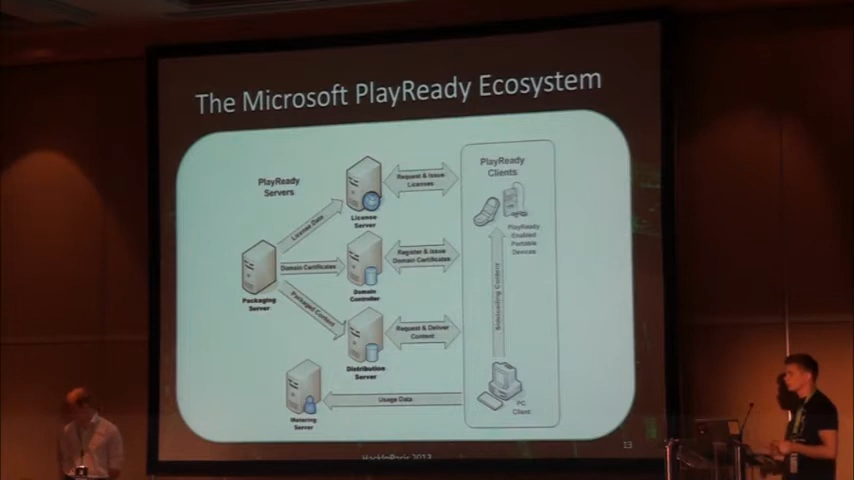 The Microsoft PlayReady Ecosystem
PlayReady
Servers
License Data
Domain Certificates
Packaged Content
Packaging
Server
License
Server
Domain
Controller
Distribution
Server
Metering
Server
Request & Issue
Licenses
Register & Issue
Domain Certificates
Request & Deliver
Content
Usage Data
PlayReady
Clients
PlayReady
Enabled
Portable
Devices
Sideloading Content
PC
Client
HackInParis 2013
13